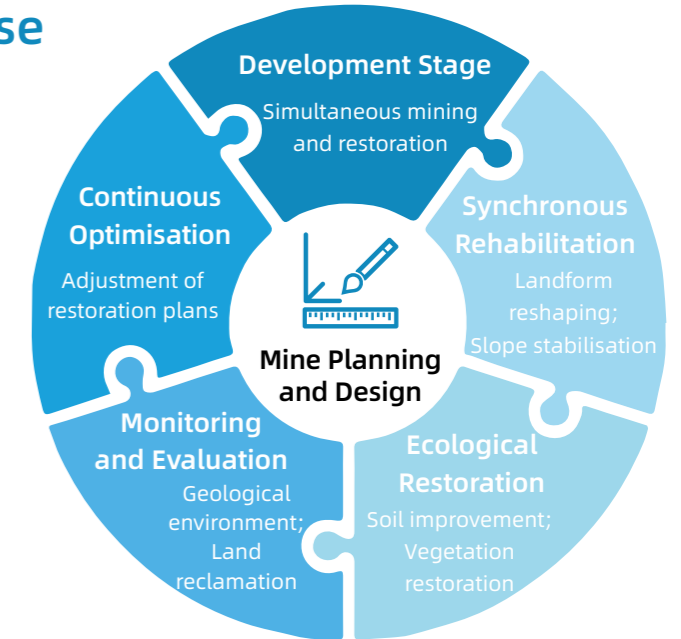 se
Development Stage
Simultaneous mining
and restoration
Synchronous
Rehabilitation
Landform
reshaping;
Slope stabilisation
Ecological
Restoration
Soil improvement;
Vegetation
restoration
Monitoring
and Evaluation
Geological
environment;
Land
reclamation
Continuous
Optimisation
Adjustment of
restoration plans
Mine Planning
and Design